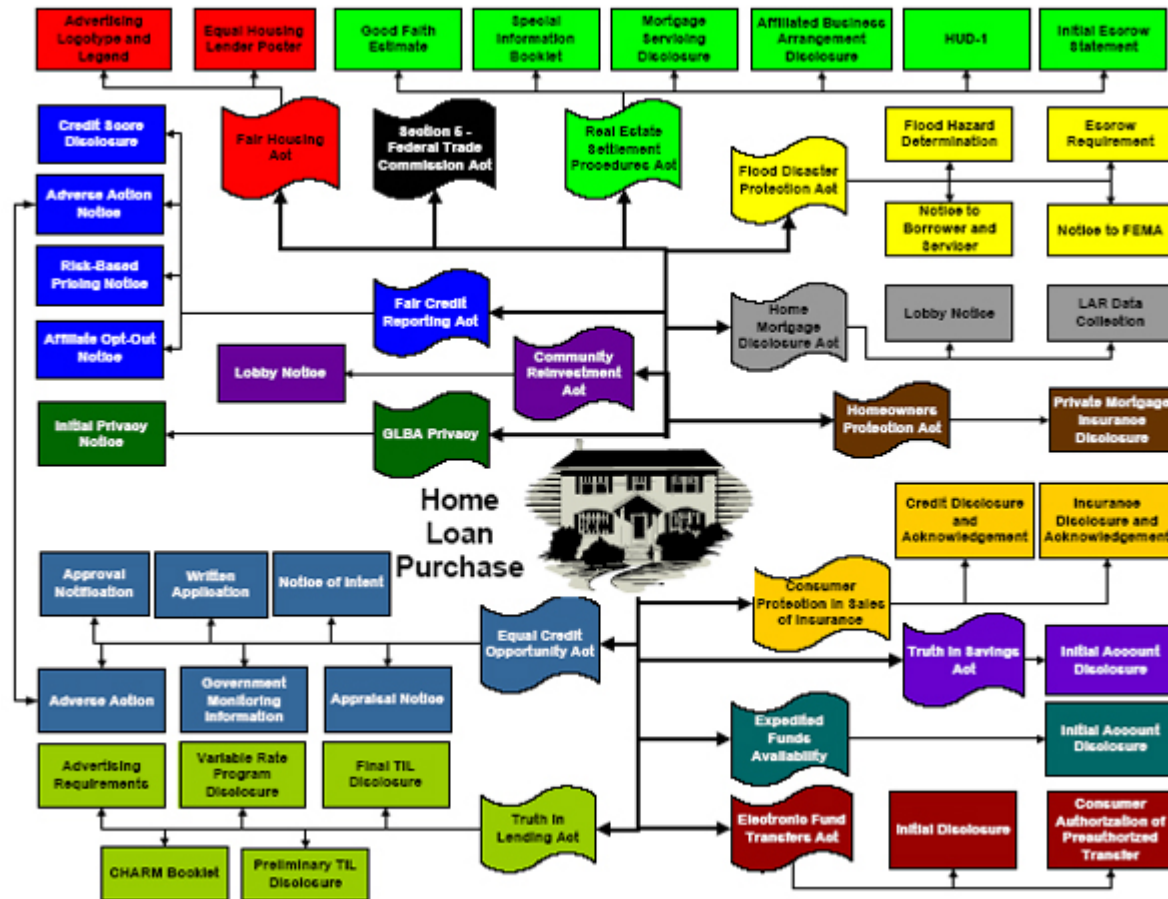 Advertising
Logotype and
Legend
Equal Housing
Lender Poster
Good Faith
Estimate
Special
Information
Booklet
Mortgage
Servicing
Disclosure
Affiliated Business
Arrangement
Disclosure
HUD-1
Initial Escrow
Statement
Credit Score
Disclosure
Fair Housing
Act
Section 5 -
Federal Trade
Commission Act
Real Estate
Settlement
Procedures Act
Flood Disaster
Protection Act
Flood Hazard
Determination
Escrow
Requirement
Adverse Action
Notice
Notice to
Borrower and
Servicer
Notice to FEMA
Risk-Based
Pricing Notice
Fair Credit
Reporting Act
Home
Mortgage
Disclosure Act
Lobby Notice
LAR Data
Collection
Affiliate Opt-Out
Notice
Lobby Notice
Community
Reinvestment
Act
Initial Privacy
Notice
GLBA Privacy
Homeowners
Protection Act
Private Mortgage
Insurance
Disclosure
Home
Loan
Purchase
Credit Disclosure
and
Acknowledgement
Insurance
Disclosure and
Acknowledgement
Approval
Notification
Written
Application
Notice of Intent
Equal Credit
Opportunity Act
Consumer
Protection in Sales
of Insurance
Truth in Savings
Act
Initial Account
Disclosure
Adverse Action
Government
Monitoring
Information
Appraisal Notice
Expedited
Funds
Availability
Initial Account
Disclosure
Advertising
Requirements
Variable Rate
Program
Disclosure
Final TIL
Disclosure
Truth in
Lending Act
Electronic Fund
Transfers Act
Initial Disclosure
Consumer
Authorization of
Preauthorized
Transfer
CHARM Booklet
Preliminary TIL
Disclosure